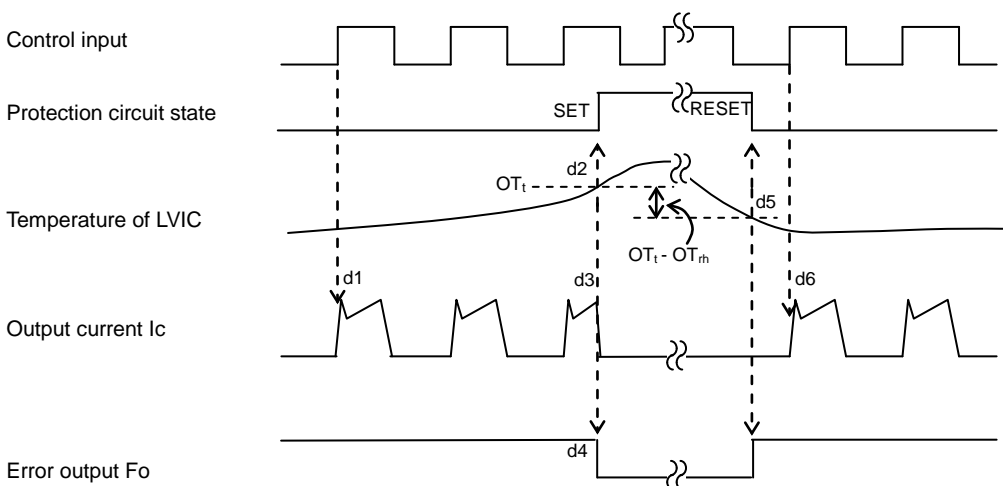 Control input
Protection circuit state
SET
RESET
d2
OTt
d5
Temperature of LVIC
OTt - OTrh
d1
d3
d6
Output current Ic
d4
Error output Fo